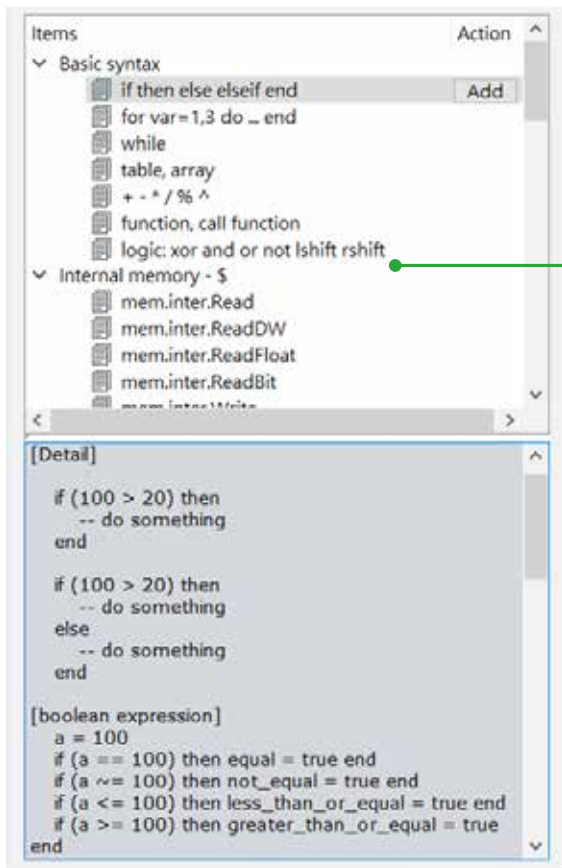 Items Action
Basic syntax
if then else elseif end Add
for var=1,3 do ... end
while
table, array
+ - * / % ^
function, call function
logic: xor and or not lshift rshift
Internal memory - $
mem.inter.Read
mem.inter.ReadDW
mem.inter.ReadFloat
mem.inter.ReadBit
mem.inter.Write
[Detail]
if (100 > 20) then
-- do something
end
if (100 > 20) then
-- do something
else
-- do something
end
[boolean expression]
a = 100
if (a == 100) then equal = true end
if (a ~= 100) then not_equal = true end
if (a <= 100) then less_than_or_equal = true end
if (a >= 100) then greater_than_or_equal = true
end